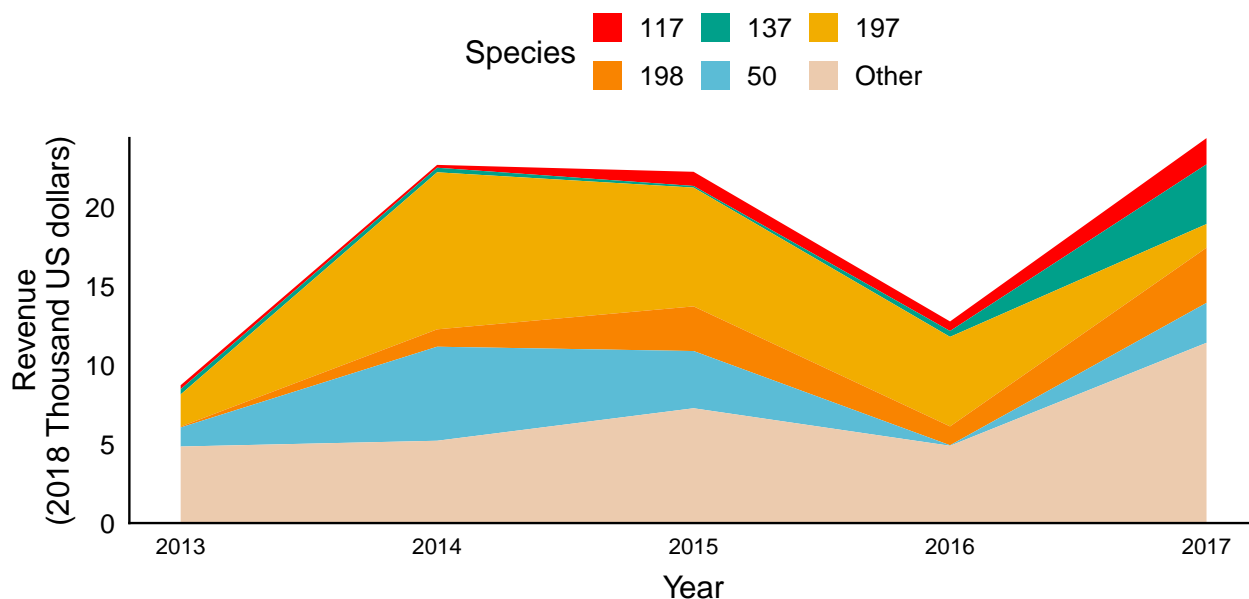 Species
117 137 197
198 50 Other
Revenue
(2018 Thousand US dollars)
20
15
10
5
0
2013 2014 2015 2016 2017
Year